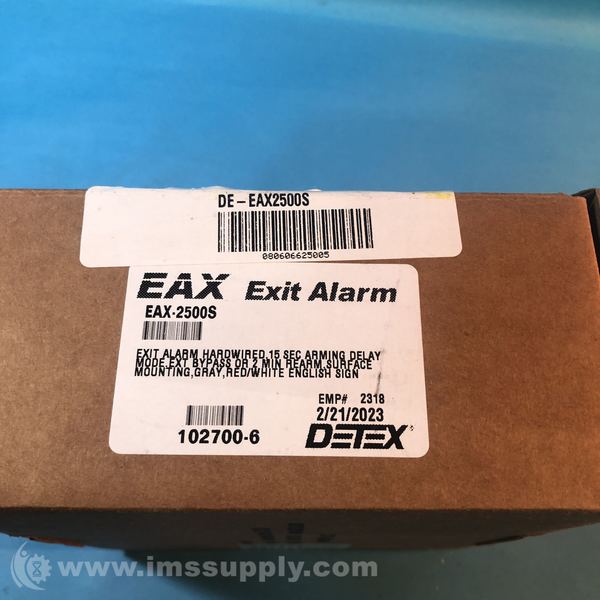 DE-EAX2500S
080606625005
EAX Exit Alarm
EAX-2500S
EXIT ALARM HARDWIRED,15 SEC ARMING DELAY
MODE,EXT BYPASS OR 2 MIN REARM SURFACE
MOUNTING,GRAY,RED/WHITE ENGLISH SIGN
EMP# 2318
2/21/2023
102700-6
DETEX
© www.imssupply.com